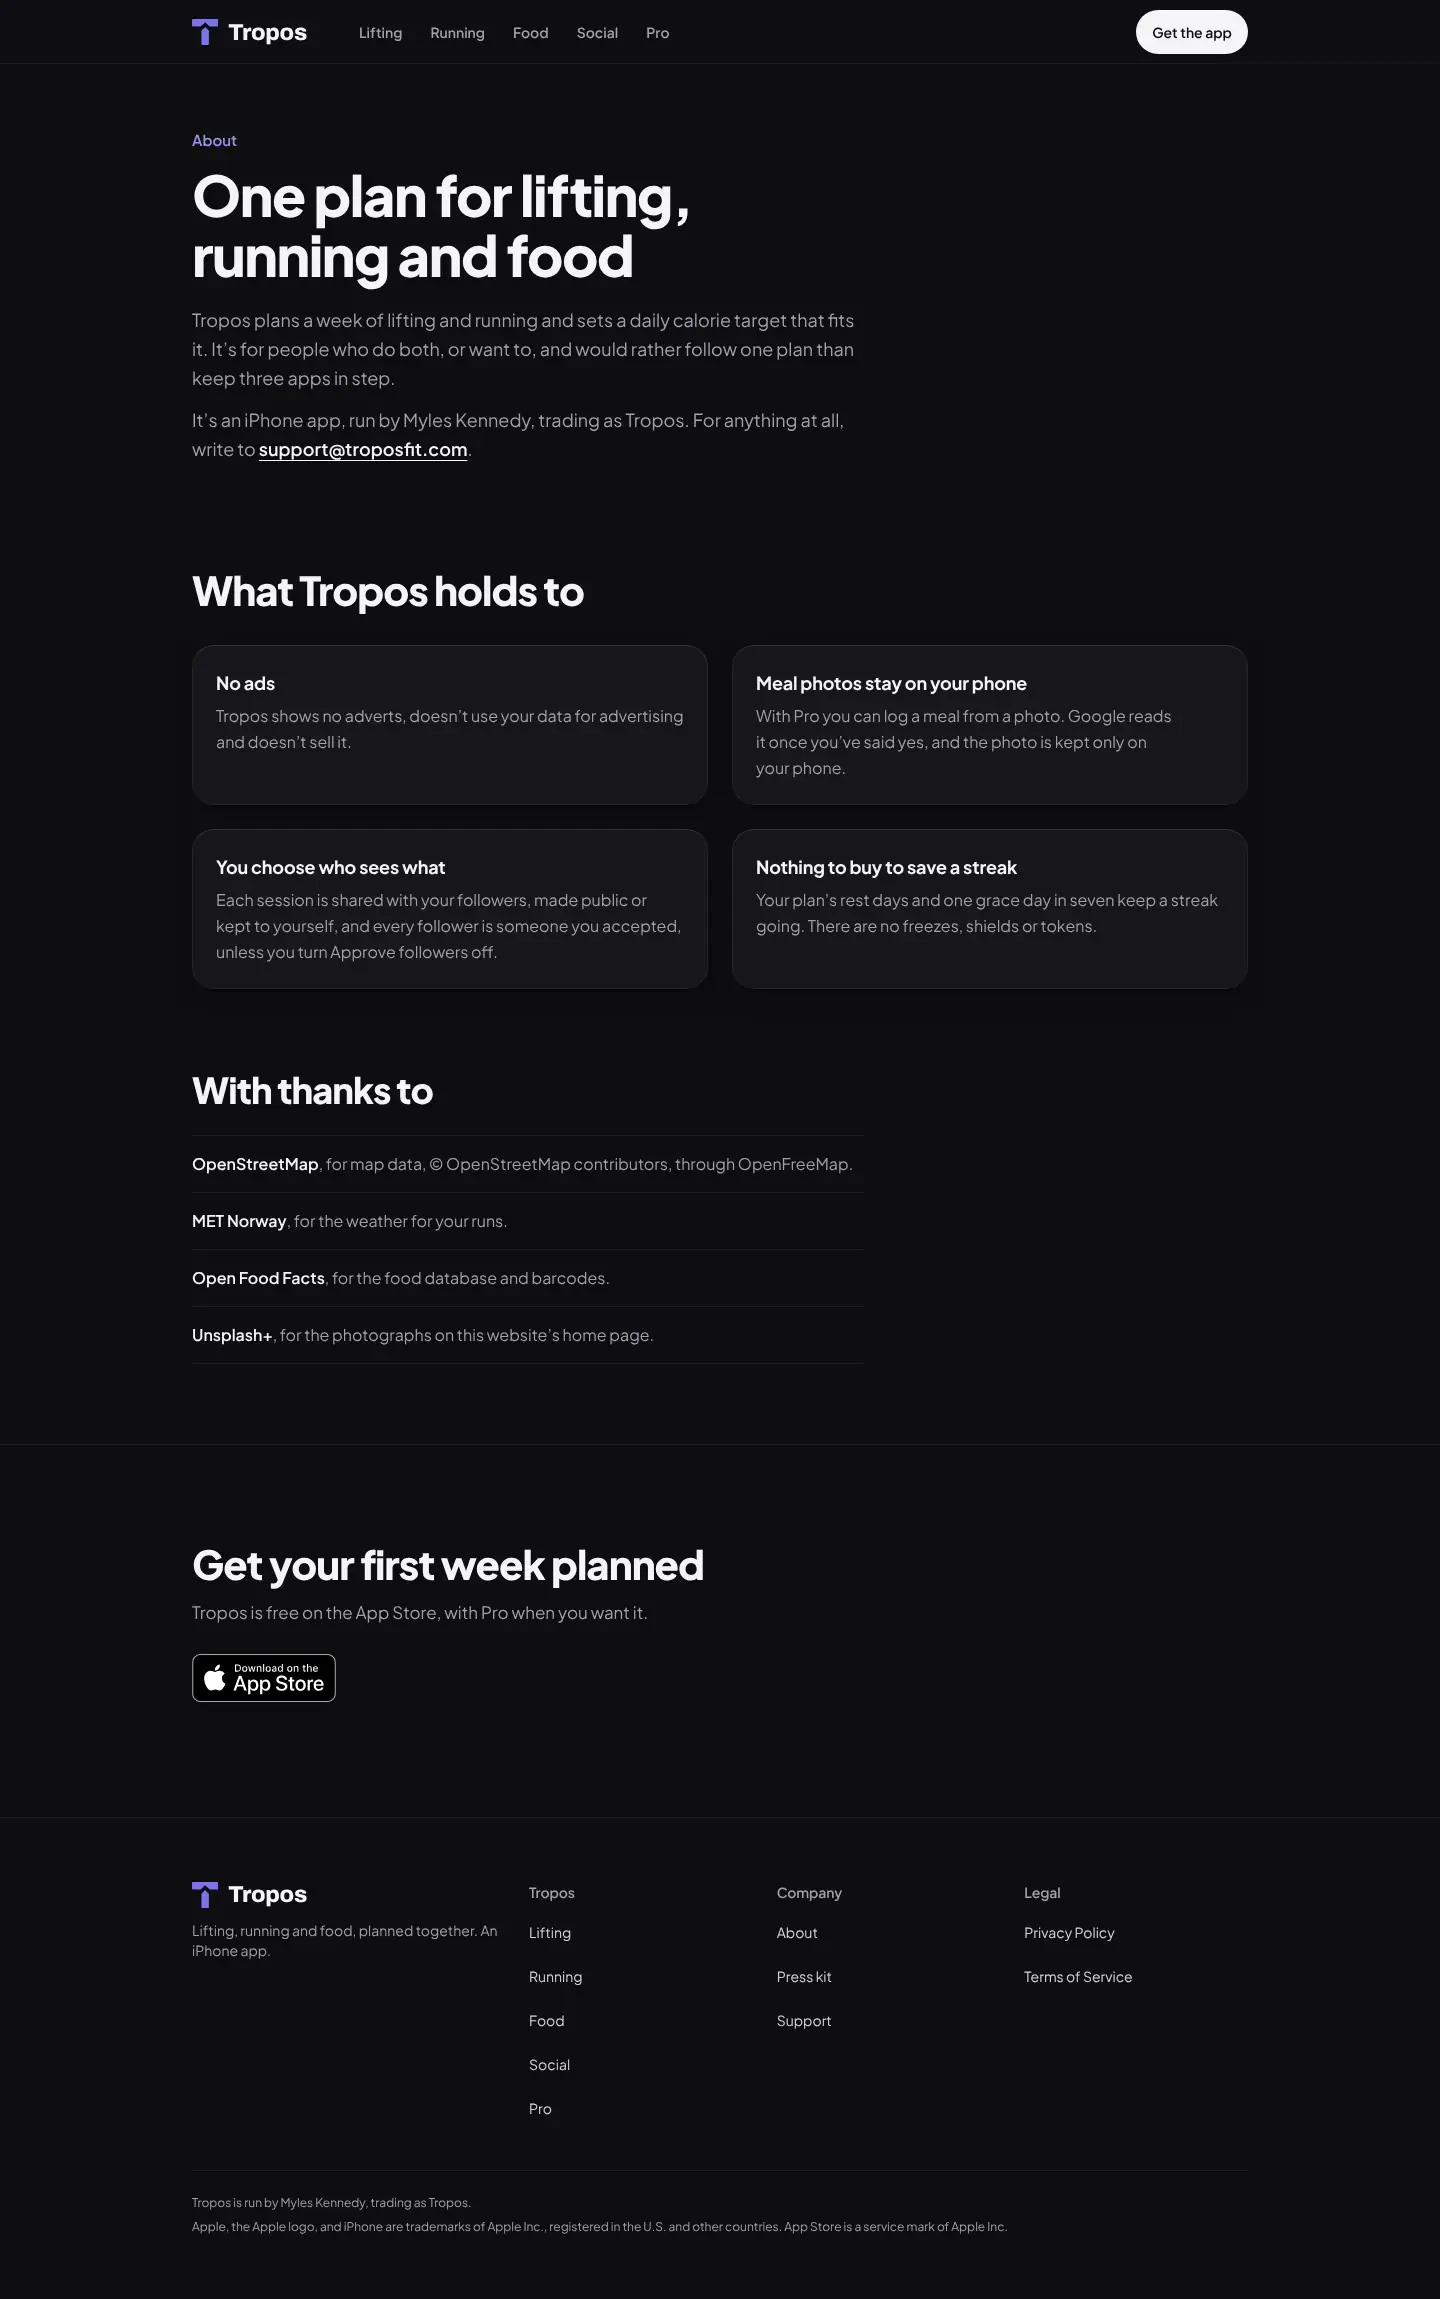 Tropos
Lifting
Running
Food
Social
Pro
Get the app
About
One plan for lifting,
running and food
Tropos plans a week of lifting and running and sets a daily calorie target that fits
it. It’s for people who do both, or want to, and would rather follow one plan than
keep three apps in step.
It’s an iPhone app, run by Myles Kennedy, trading as Tropos. For anything at all,
write to support@troposfit.com.
What Tropos holds to
No ads
Tropos shows no adverts, doesn’t use your data for advertising
and doesn’t sell it.
Meal photos stay on your phone
With Pro you can log a meal from a photo. Google reads
it once you’ve said yes, and the photo is kept only on
your phone.
You choose who sees what
Each session is shared with your followers, made public or
kept to yourself, and every follower is someone you accepted,
unless you turn Approve followers off.
Nothing to buy to save a streak
Your plan's rest days and one grace day in seven keep a streak
going. There are no freezes, shields or tokens.
With thanks to
OpenStreetMap, for map data, © OpenStreetMap contributors, through OpenFreeMap.
MET Norway, for the weather for your runs.
Open Food Facts, for the food database and barcodes.
Unsplash+, for the photographs on this website’s home page.
Get your first week planned
Tropos is free on the App Store, with Pro when you want it.
Download on the
App Store
Tropos
Lifting, running and food, planned together. An
iPhone app.
Tropos
Lifting
Running
Food
Social
Pro
Company
About
Press kit
Support
Legal
Privacy Policy
Terms of Service
Tropos is run by Myles Kennedy, trading as Tropos.
Apple, the Apple logo, and iPhone are trademarks of Apple Inc., registered in the U.S. and other countries. App Store is a service mark of Apple Inc.